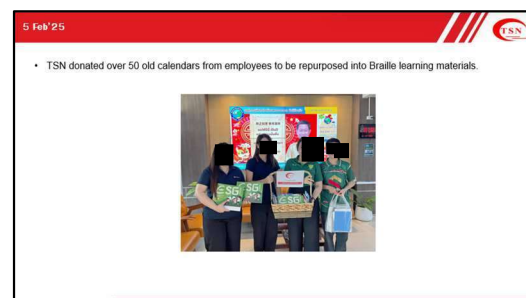 5 Feb'25
TSN
• TSN donated over 50 old calendars from employees to be repurposed into Braille learning materials.
ESG
ESG
ESG